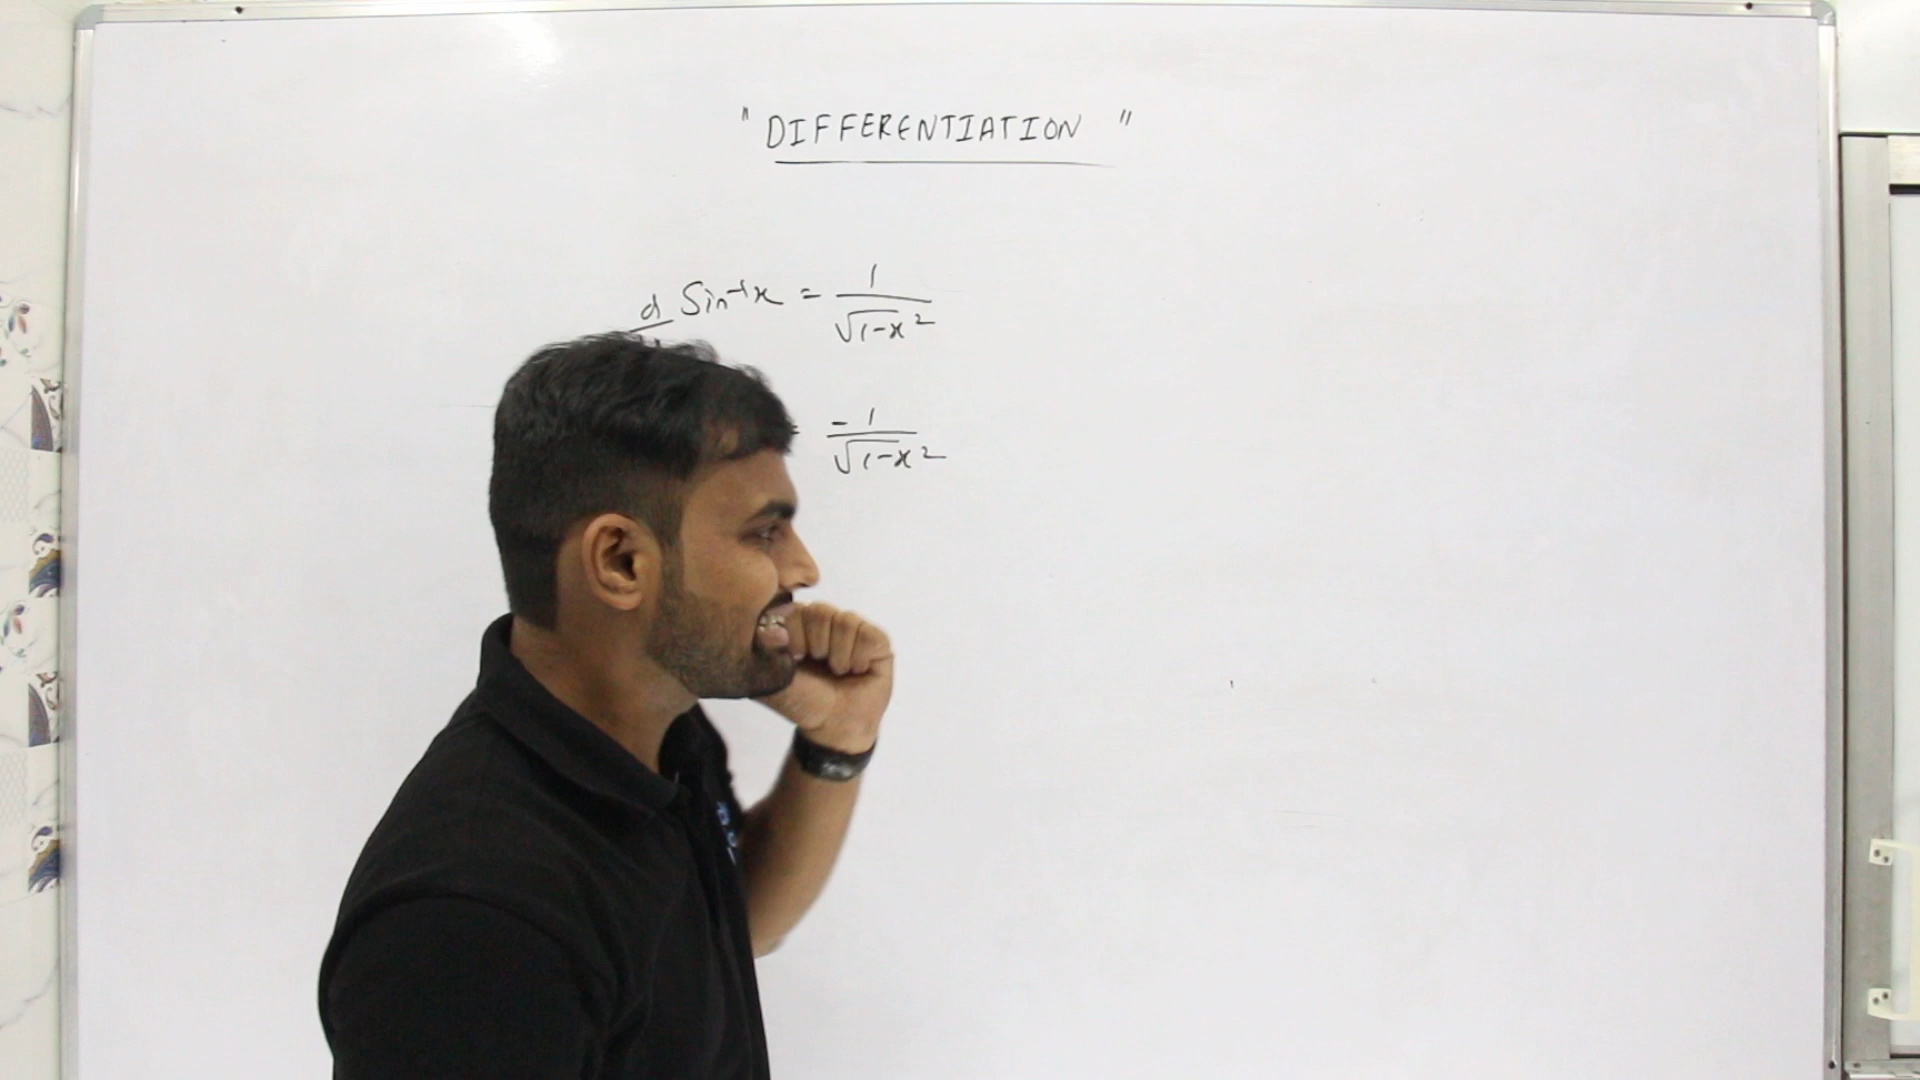 " DIFFERENTIATION "
d Sin⁻¹x = 1/√1-x²
= -1/√1-x²